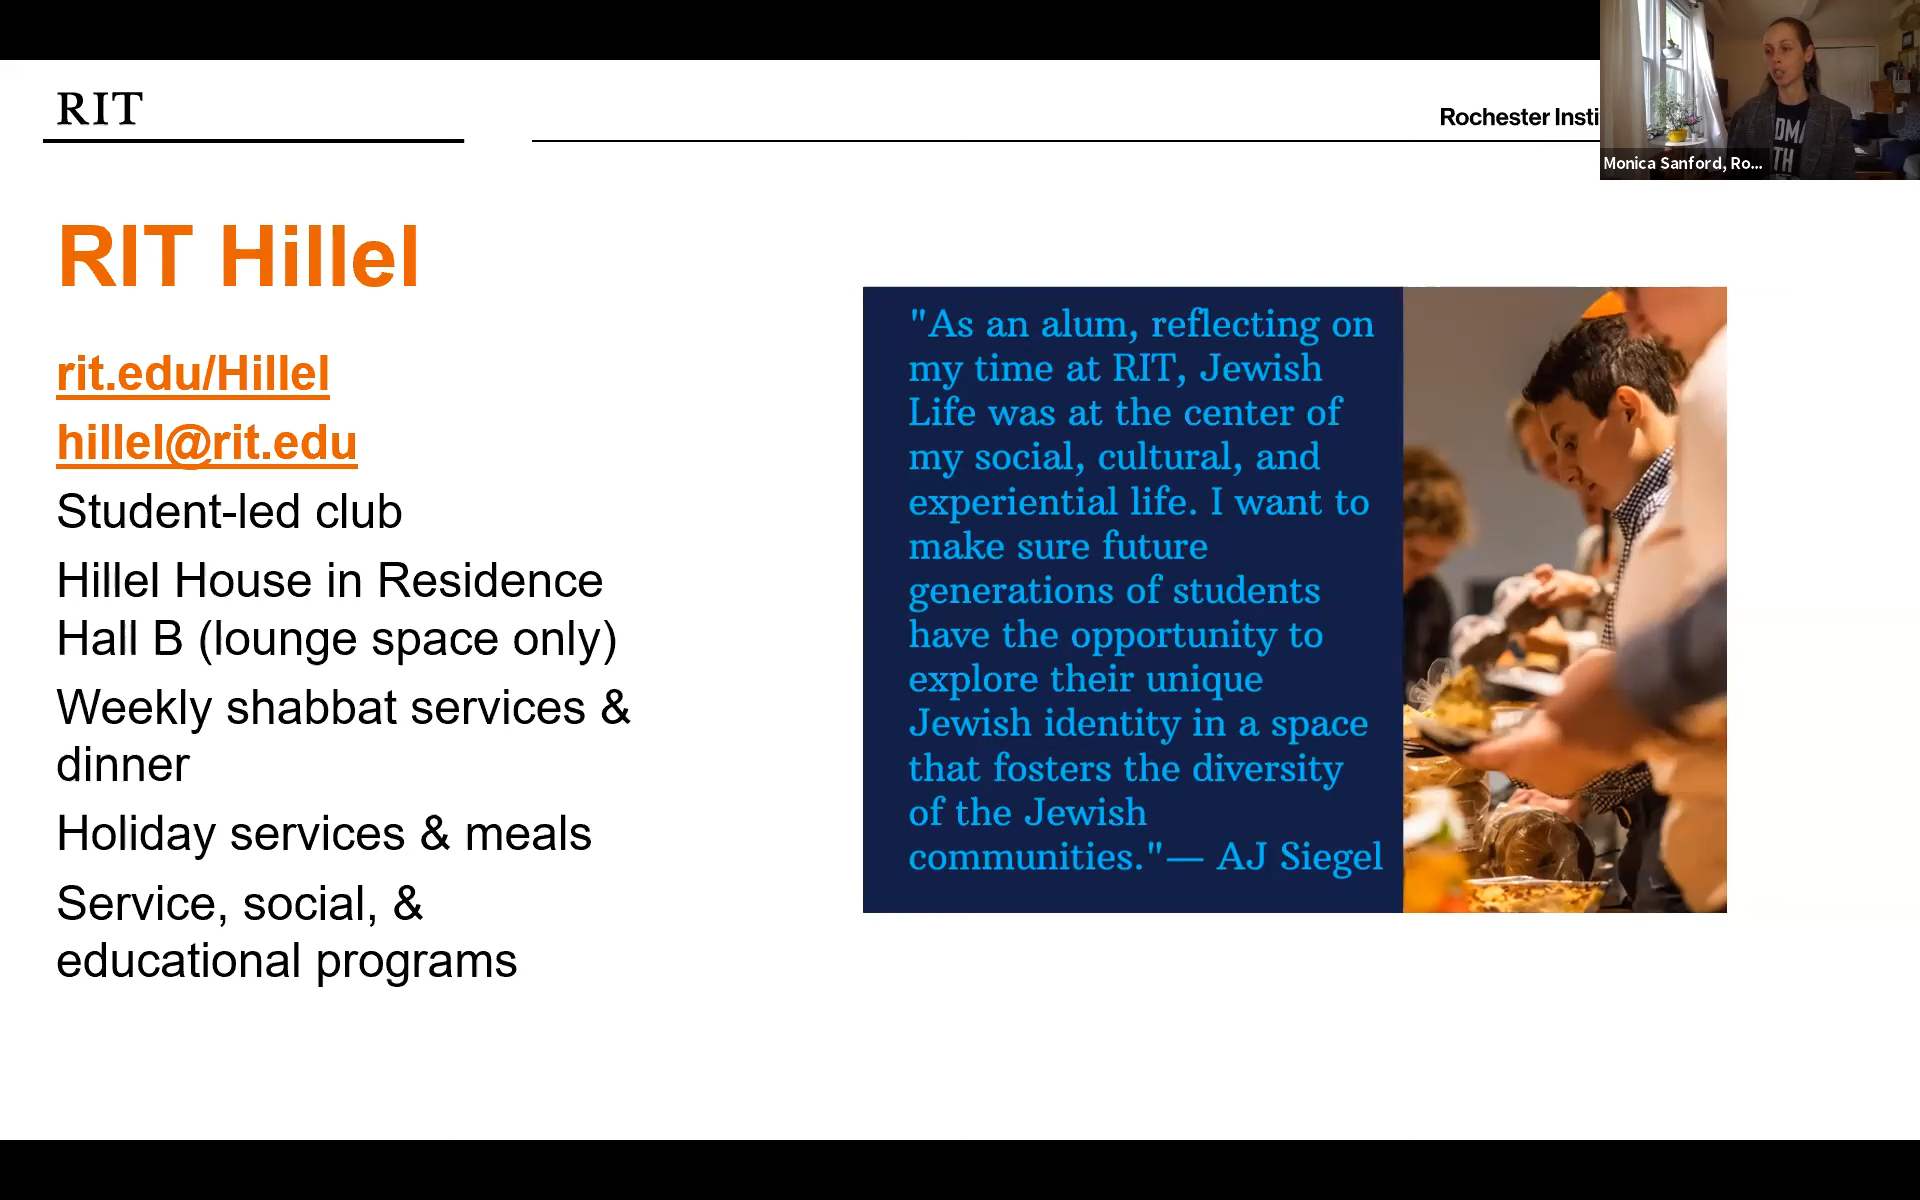 RIT
Rochester Insti
Monica Sanford, Ro...
RIT Hillel
rit.edu/Hillel
hillel@rit.edu
Student-led club
Hillel House in Residence
Hall B (lounge space only)
Weekly shabbat services &
dinner
Holiday services & meals
Service, social, &
educational programs
"As an alum, reflecting on
my time at RIT, Jewish
Life was at the center of
my social, cultural, and
experiential life. I want to
make sure future
generations of students
have the opportunity to
explore their unique
Jewish identity in a space
that fosters the diversity
of the Jewish
communities."— AJ Siegel